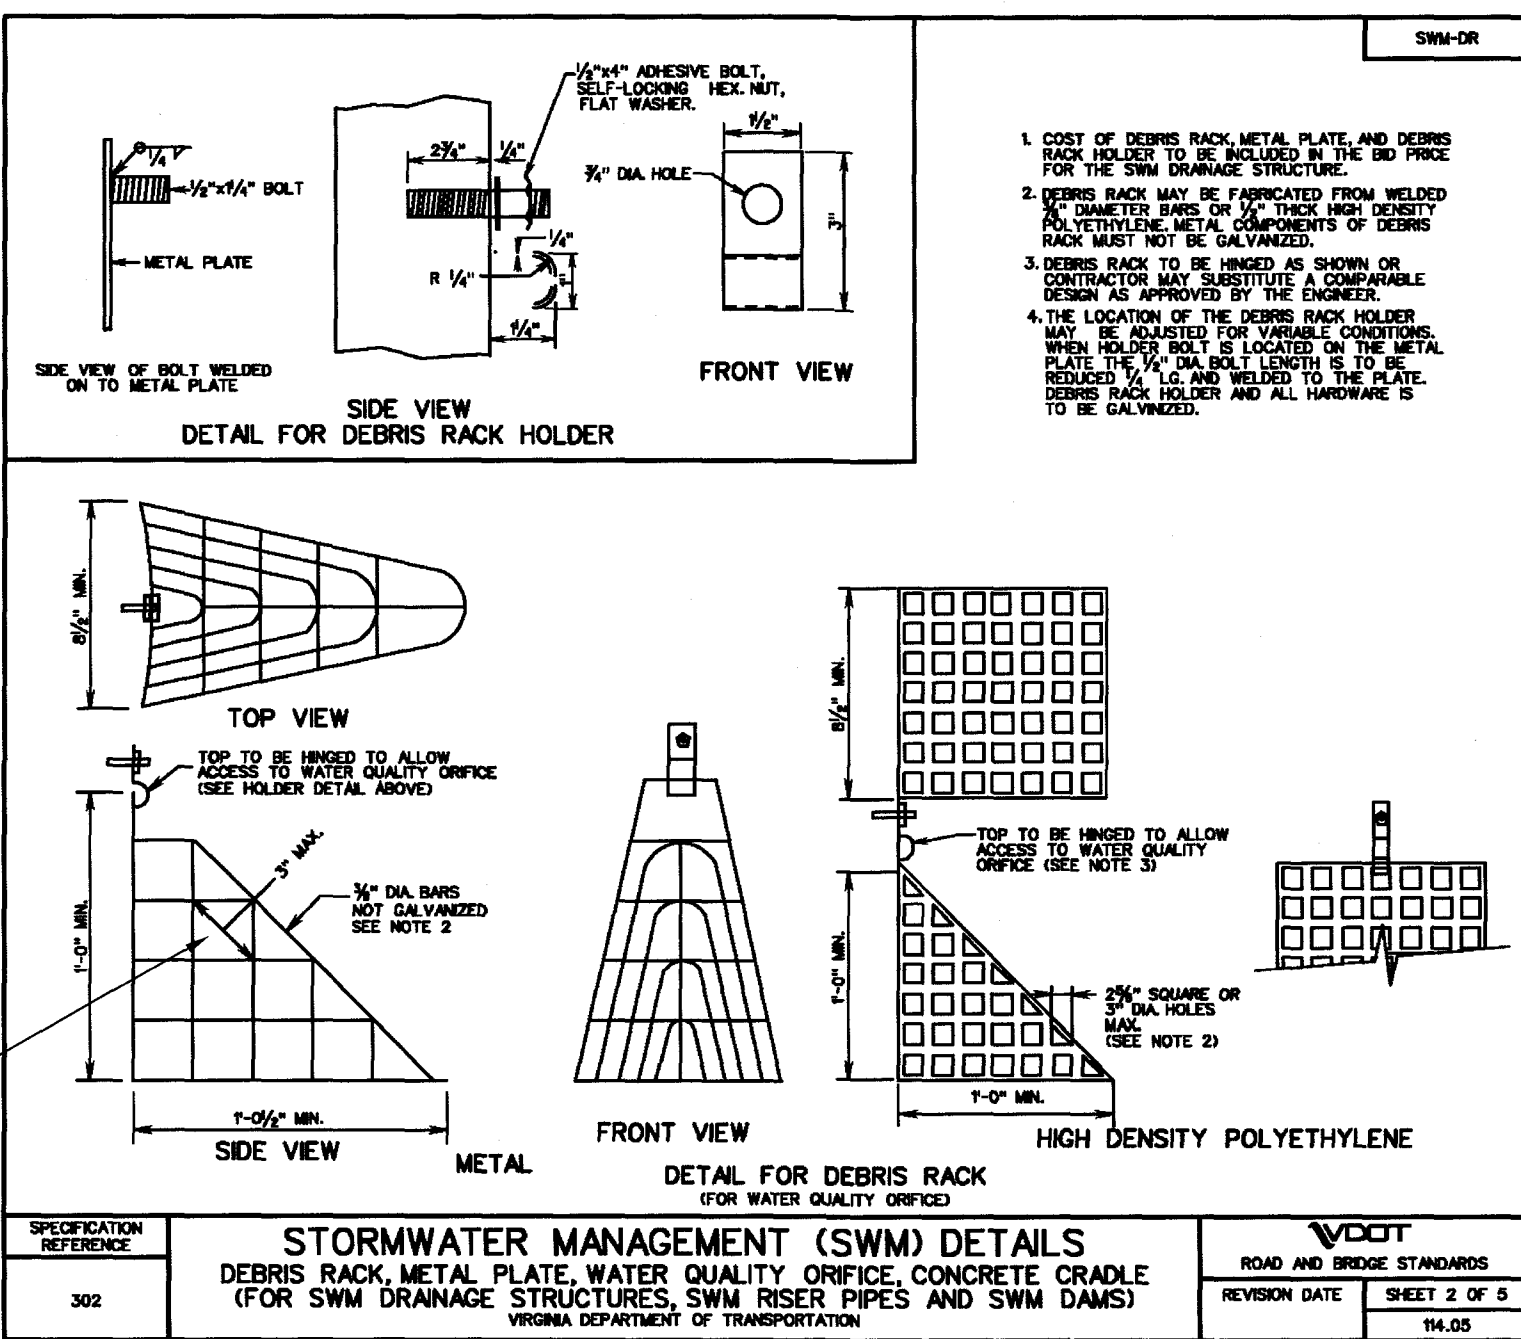 SWM-DR
1/2"x4" ADHESIVE BOLT,
SELF-LOCKING HEX. NUT,
FLAT WASHER.
1/4
1/2"x1 1/4" BOLT
METAL PLATE
SIDE VIEW OF BOLT WELDED
ON TO METAL PLATE
2 3/4"
1/4"
1/4"
R 1/4"
1"
1 1/4"
SIDE VIEW
1 1/2"
3/4" DIA. HOLE
3"
FRONT VIEW
DETAIL FOR DEBRIS RACK HOLDER
1. COST OF DEBRIS RACK, METAL PLATE, AND DEBRIS
RACK HOLDER TO BE INCLUDED IN THE BID PRICE
FOR THE SWM DRAINAGE STRUCTURE.
2. DEBRIS RACK MAY BE FABRICATED FROM WELDED
DIAMETER BARS OR 1/2" THICK HIGH DENSITY
POLYETHYLENE. METAL COMPONENTS OF DEBRIS
RACK MUST NOT BE GALVANIZED.
3. DEBRIS RACK TO BE HINGED AS SHOWN OR
CONTRACTOR MAY SUBSTITUTE A COMPARABLE
DESIGN AS APPROVED BY THE ENGINEER.
4. THE LOCATION OF THE DEBRIS RACK HOLDER
MAY BE ADJUSTED FOR VARIABLE CONDITIONS.
WHEN HOLDER BOLT IS LOCATED ON THE METAL
PLATE THE 1/2" DIA. BOLT LENGTH IS TO BE
REDUCED 1/4" LG. AND WELDED TO THE PLATE.
DEBRIS RACK HOLDER AND ALL HARDWARE IS
TO BE GALVINIZED.
8 1/2" MIN.
TOP VIEW
TOP TO BE HINGED TO ALLOW
ACCESS TO WATER QUALITY ORIFICE
(SEE HOLDER DETAIL ABOVE)
3" MAX.
DIA. BARS
NOT GALVANIZED
SEE NOTE 2
1'-0" MIN.
1'-0 1/2" MIN.
SIDE VIEW
METAL
FRONT VIEW
8 1/2" MIN.
TOP TO BE HINGED TO ALLOW
ACCESS TO WATER QUALITY
ORIFICE (SEE NOTE 3)
1'-0" MIN.
SQUARE OR
3" DIA. HOLES
MAX.
(SEE NOTE 2)
1'-0" MIN.
HIGH DENSITY POLYETHYLENE
DETAIL FOR DEBRIS RACK
(FOR WATER QUALITY ORIFICE)
SPECIFICATION
REFERENCE
302
STORMWATER MANAGEMENT (SWM) DETAILS
DEBRIS RACK, METAL PLATE, WATER QUALITY ORIFICE, CONCRETE CRADLE
(FOR SWM DRAINAGE STRUCTURES, SWM RISER PIPES AND SWM DAMS)
VIRGINIA DEPARTMENT OF TRANSPORTATION
VDOT
ROAD AND BRIDGE STANDARDS
REVISION DATE
SHEET 2 OF 5
114.05